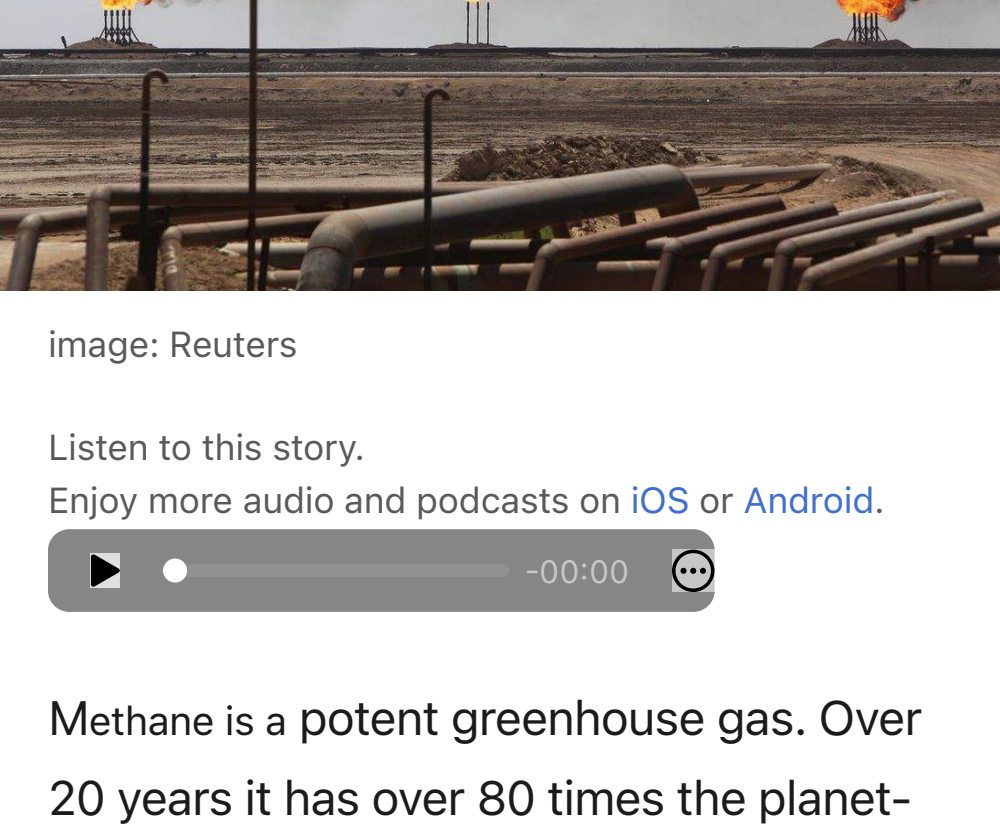 image: Reuters
Listen to this story.
Enjoy more audio and podcasts on iOS or Android.
-00:00
Methane is a potent greenhouse gas. Over
20 years it has over 80 times the planet-